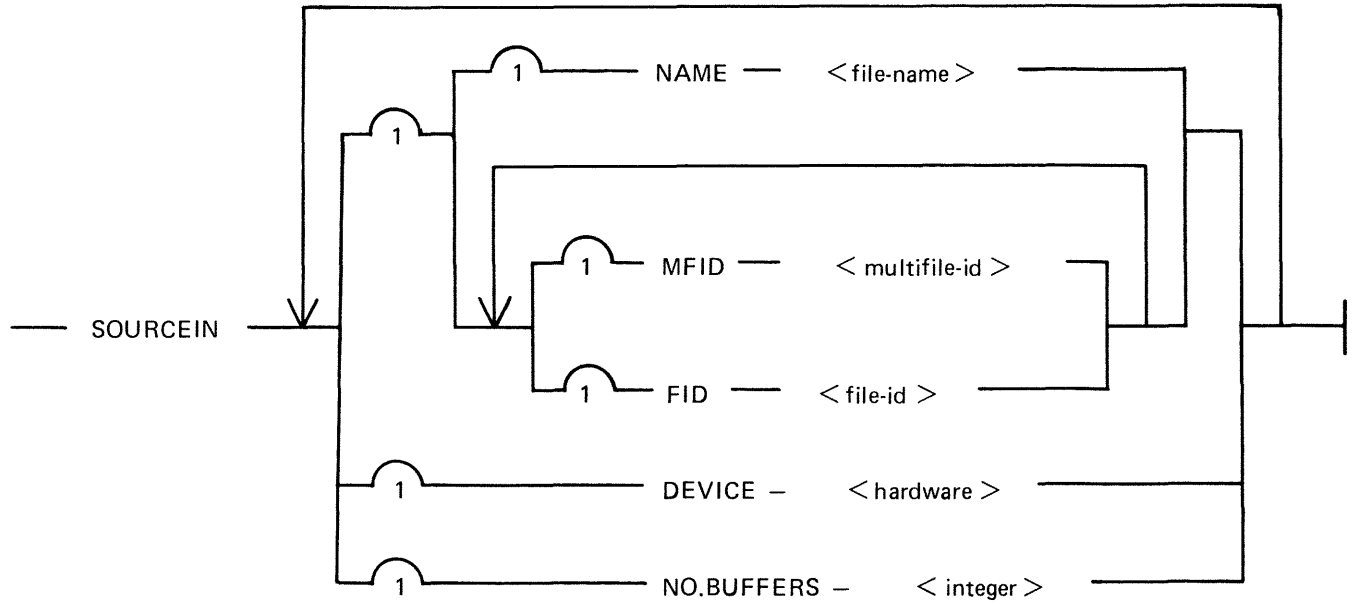 1 NAME — <file-name>
1
1 MFID — <multifile-id>
SOURCEIN
1 FID — <file-id>
1 DEVICE – <hardware>
1 NO.BUFFERS – <integer>